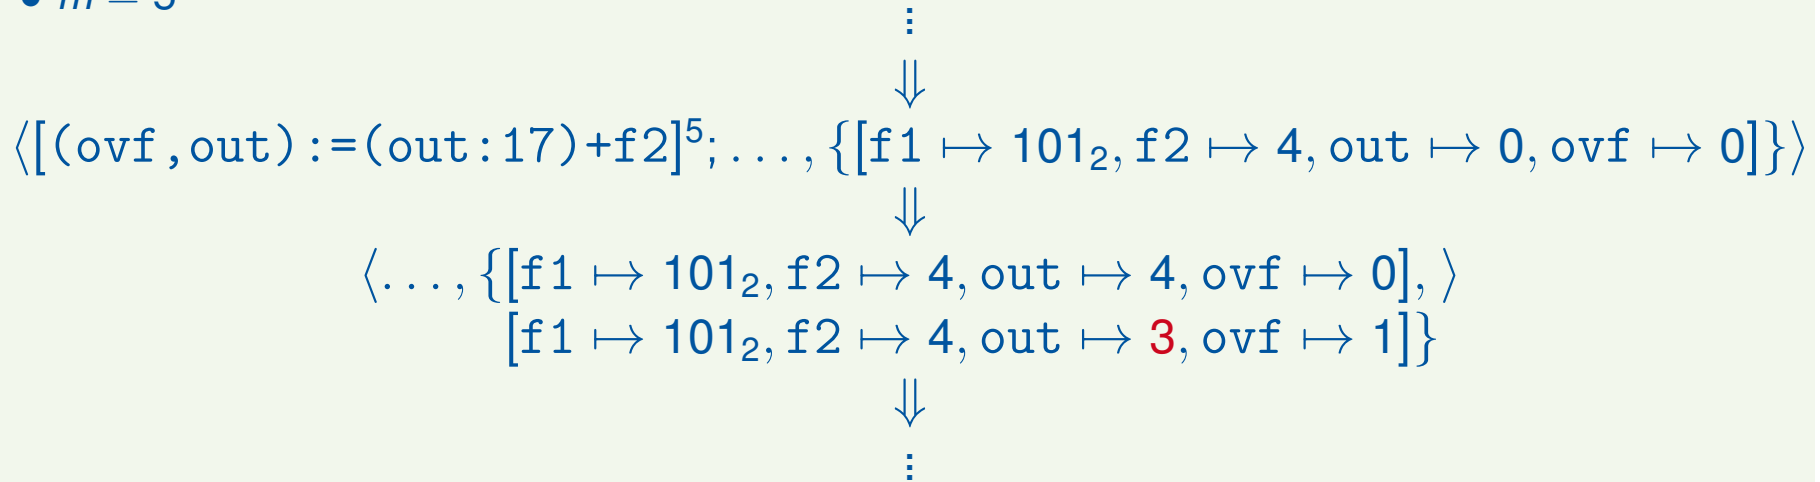 • m = 5
⋮
⇓
⟨[(ovf,out):=(out:17)+f2]⁵; ..., {[f1 ↦ 101₂, f2 ↦ 4, out ↦ 0, ovf ↦ 0]}⟩
⇓
⟨..., {[f1 ↦ 101₂, f2 ↦ 4, out ↦ 4, ovf ↦ 0], ⟩
[f1 ↦ 101₂, f2 ↦ 4, out ↦ 3, ovf ↦ 1]}
⇓
⋮